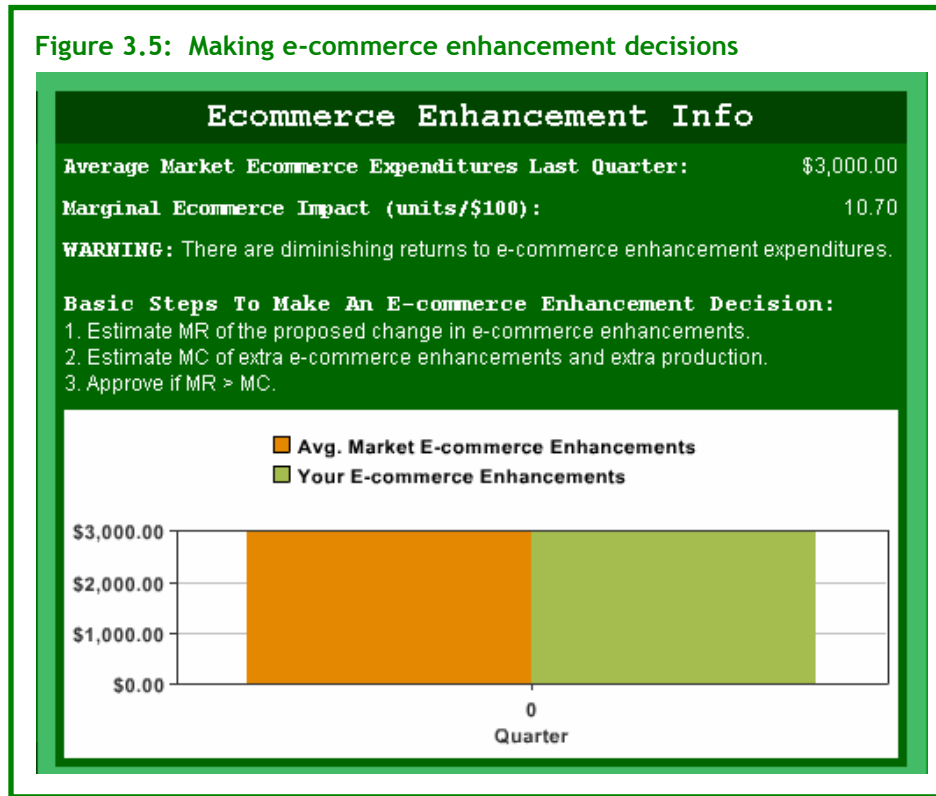 Figure 3.5: Making e-commerce enhancement decisions
Ecommerce Enhancement Info
Average Market Ecommerce Expenditures Last Quarter: $3,000.00
Marginal Ecommerce Impact (units/$100): 10.70
WARNING: There are diminishing returns to e-commerce enhancement expenditures.
Basic Steps To Make An E-commerce Enhancement Decision:
1. Estimate MR of the proposed change in e-commerce enhancements.
2. Estimate MC of extra e-commerce enhancements and extra production.
3. Approve if MR > MC.
Avg. Market E-commerce Enhancements
Your E-commerce Enhancements
$3,000.00
$2,000.00
$1,000.00
$0.00
0
Quarter